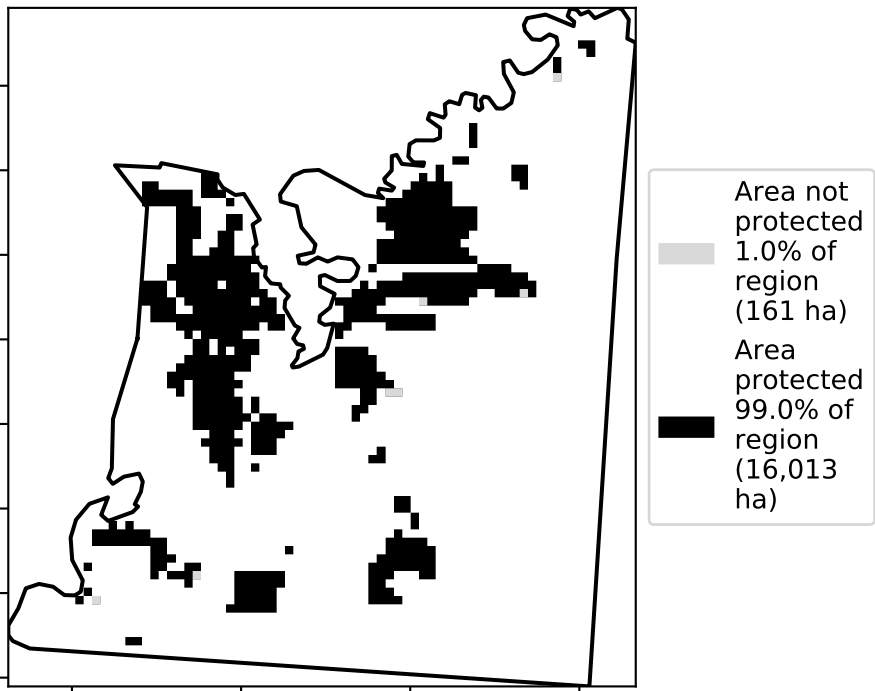 Area not
protected
1.0% of
region
(161 ha)
Area
protected
99.0% of
region
(16,013
ha)